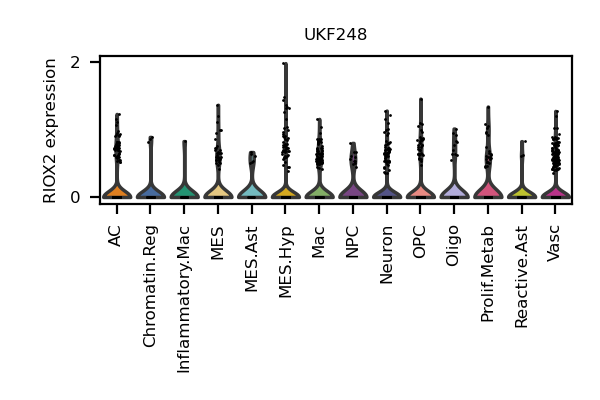 UKF248
RIOX2 expression
2
0
AC
Chromatin.Reg
Inflammatory.Mac
MES
MES.Ast
MES.Hyp
Mac
NPC
Neuron
OPC
Oligo
Prolif.Metab
Reactive.Ast
Vasc